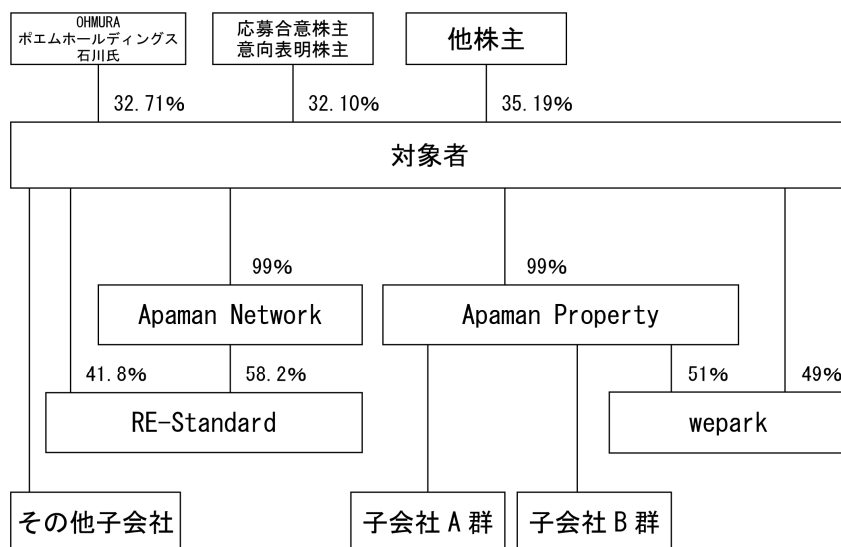 OHMURA
ポエムホールディングス
石川氏
応募合意株主
意向表明株主
他株主
32.71%
32.10%
35.19%
対象者
99%
99%
Apaman Network
Apaman Property
41.8%
58.2%
51%
49%
RE-Standard
wepark
その他子会社
子会社 A 群
子会社 B 群